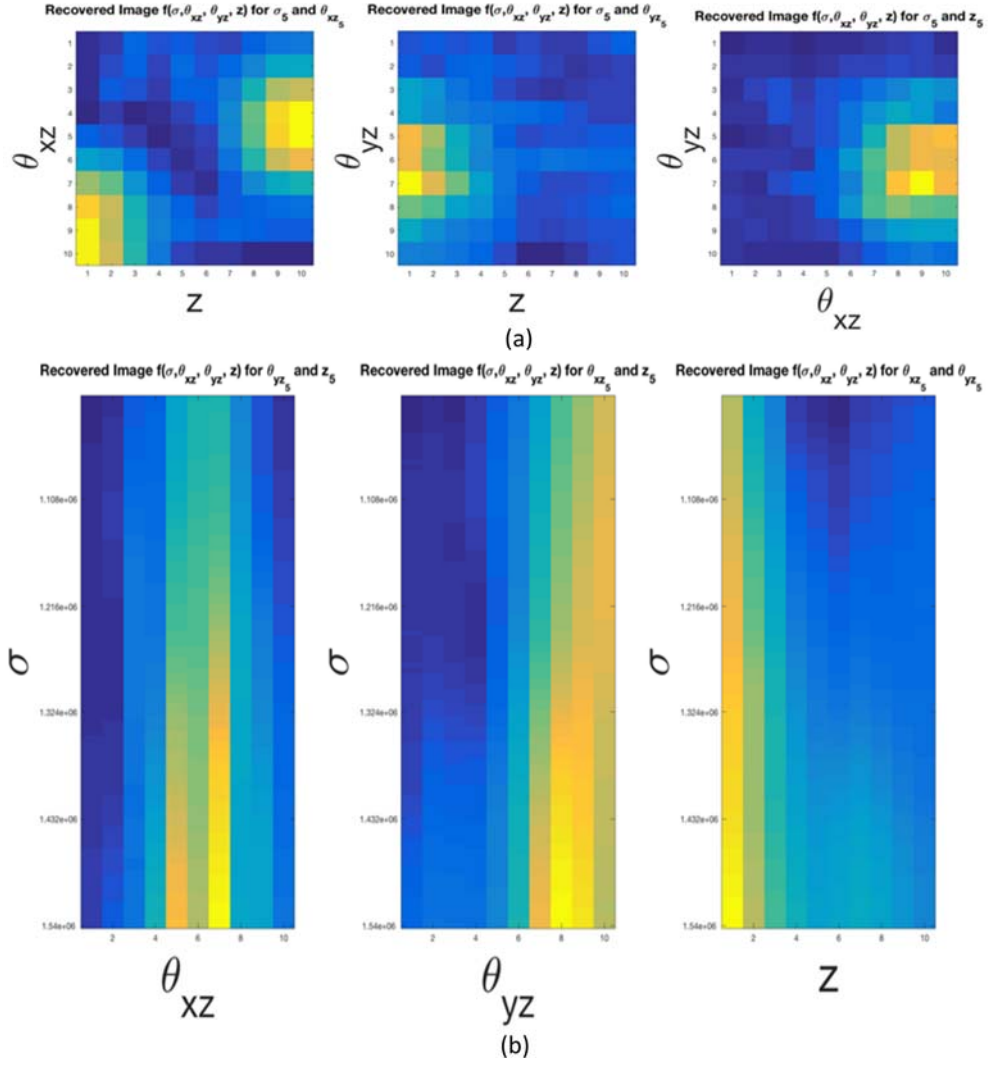 Recovered Image f(σ,θxz, θyz, z) for σ5 and θxz5
Recovered Image f(σ,θxz, θyz, z) for σ5 and θyz5
Recovered Image f(σ,θxz, θyz, z) for σ5 and z5
θxz
1
2
3
4
5
6
7
8
9
10
1 2 3 4 5 6 7 8 9 10
z
θyz
1
2
3
4
5
6
7
8
9
10
1 2 3 4 5 6 7 8 9 10
z
θyz
1
2
3
4
5
6
7
8
9
10
1 2 3 4 5 6 7 8 9 10
θxz
(a)
Recovered Image f(σ,θxz, θyz, z) for θyz5 and z5
Recovered Image f(σ,θxz, θyz, z) for θxz5 and z5
Recovered Image f(σ,θxz, θyz, z) for θxz5 and θyz5
σ
1.108e+06
1.216e+06
1.324e+06
1.432e+06
1.54e+06
2 4 6 8 10
θxz
σ
1.108e+06
1.216e+06
1.324e+06
1.432e+06
1.54e+06
2 4 6 8 10
θyz
σ
1.108e+06
1.216e+06
1.324e+06
1.432e+06
1.54e+06
2 4 6 8 10
z
(b)